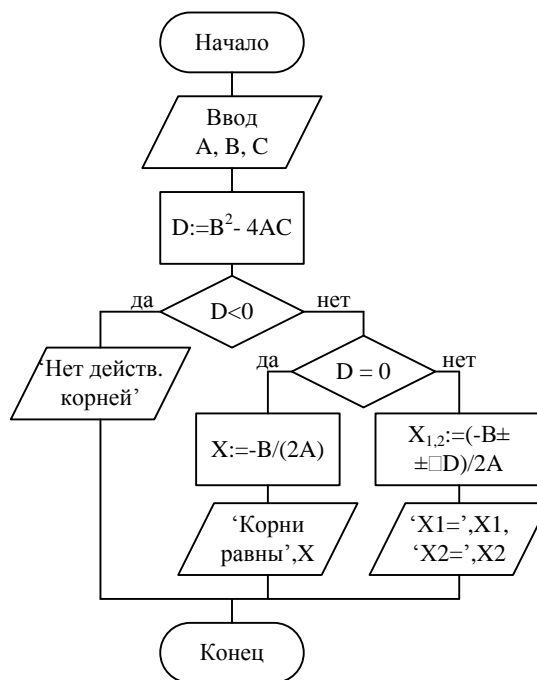 Начало
Ввод
A, B, C
D:=B²- 4AC
да
D<0
нет
‘Нет действ.
корней’
да
D = 0
нет
X:=-B/(2A)
X₁,₂:=(-B±
±□D)/2A
‘Корни
равны’,X
‘X1=’,X1,
‘X2=’,X2
Конец